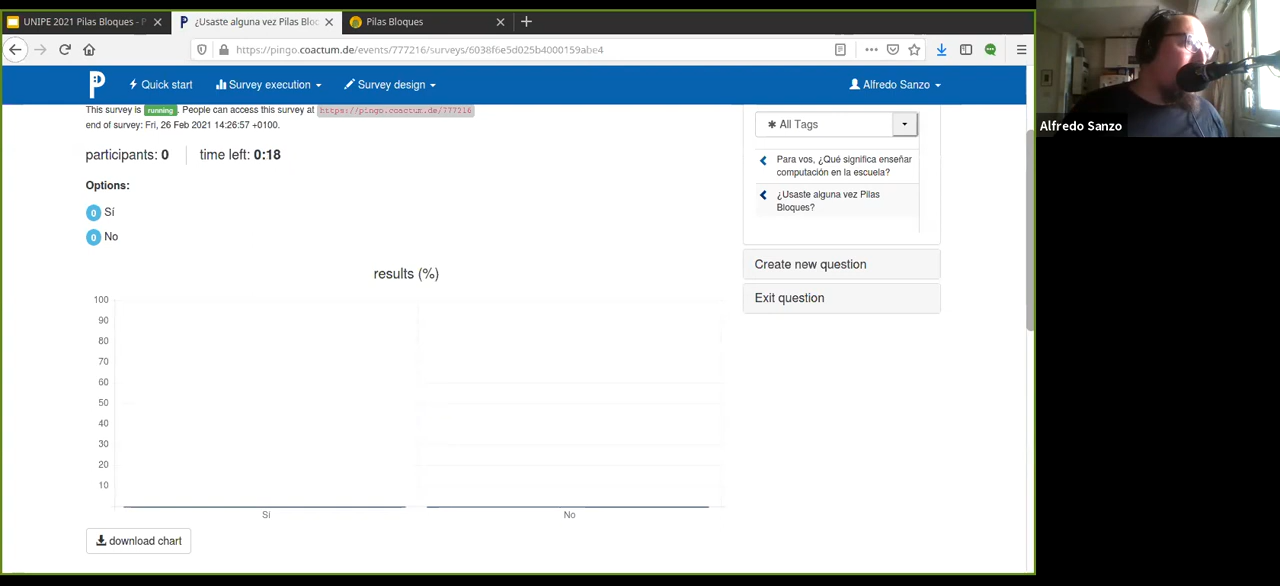 UNIPE 2021 Pilas Bloques - P
¿Usaste alguna vez Pilas Bloc
Pilas Bloques
https://pingo.coactum.de/events/777216/surveys/6038f6e5d025b4000159abe4
Quick start
Survey execution
Survey design
Alfredo Sanzo
This survey is running. People can access this survey at https://pingo.coactum.de/777216
end of survey: Fri, 26 Feb 2021 14:26:57 +0100.
participants: 0
time left: 0:18
Options:
0 Sí
0 No
results (%)
100
90
80
70
60
50
40
30
20
10
Sí
No
download chart
All Tags
Para vos, ¿Qué significa enseñar
computación en la escuela?
¿Usaste alguna vez Pilas
Bloques?
Create new question
Exit question
Alfredo Sanzo